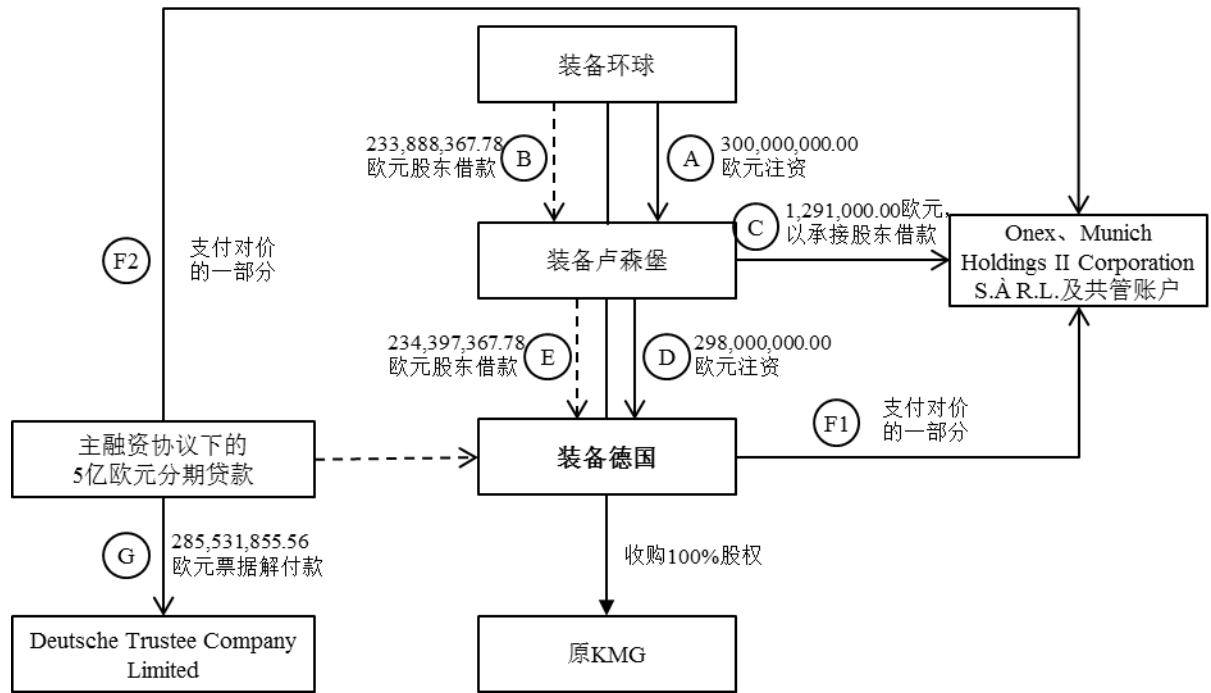 装备环球
233,888,367.78
欧元股东借款
B
A
300,000,000.00
欧元注资
F2
支付对价
的一部分
C
1,291,000.00欧元,
以承接股东借款
装备卢森堡
Onex、Munich
Holdings II Corporation
S.À R.L.及共管账户
234,397,367.78
欧元股东借款
E
D
298,000,000.00
欧元注资
F1
支付对价
的一部分
主融资协议下的
5亿欧元分期贷款
装备德国
G
285,531,855.56
欧元票据解付款
收购100%股权
Deutsche Trustee Company
Limited
原KMG